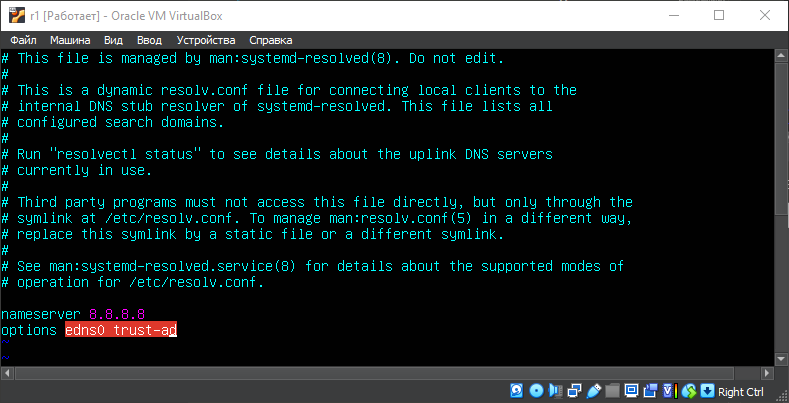 r1 [Работает] - Oracle VM VirtualBox
Файл Машина Вид Ввод Устройства Справка
# This file is managed by man:systemd-resolved(8). Do not edit.
#
# This is a dynamic resolv.conf file for connecting local clients to the
# internal DNS stub resolver of systemd-resolved. This file lists all
# configured search domains.
#
# Run "resolvectl status" to see details about the uplink DNS servers
# currently in use.
#
# Third party programs must not access this file directly, but only through the
# symlink at /etc/resolv.conf. To manage man:resolv.conf(5) in a different way,
# replace this symlink by a static file or a different symlink.
#
# See man:systemd-resolved.service(8) for details about the supported modes of
# operation for /etc/resolv.conf.
nameserver 8.8.8.8
options edns0 trust-ad
~
~
Right Ctrl